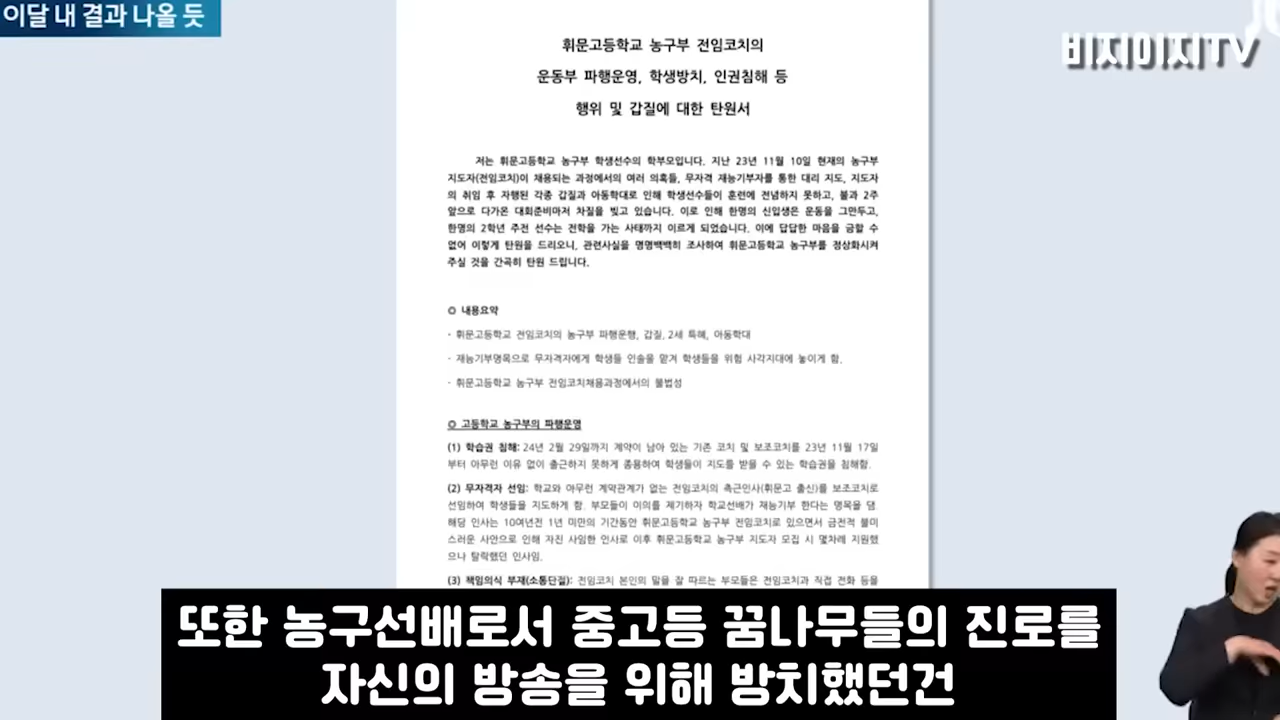 이달 내 결과 나올 듯
비지이지TV
휘문고등학교 농구부 전임코치의
운동부 파행운영, 학생방치, 인권침해 등
행위 및 갑질에 대한 탄원서
저는 휘문고등학교 농구부 학생선수의 학부모입니다. 지난 23년 11월 10일 현재의 농구부
지도자(전임코치)이 채용되는 과정에서의 여러 의혹들, 무자격 재능기부자를 통한 대리 지도, 지도자
의 취임 후 자행된 각종 갑질과 아동학대로 인해 학생선수들이 훈련에 전념하지 못하고, 불과 2주
앞으로 다가온 대회준비마저 차질을 빚고 있습니다. 이로 인해 한명의 신입생은 운동을 그만두고,
한명의 2학년 주전 선수는 전학을 가는 사태까지 이르게 되었습니다. 이에 답답한 마음을 금할 수
없어 이렇게 탄원을 드리오니, 관련사실을 명명백백히 조사하여 휘문고등학교 농구부를 정상화시켜
주실 것을 간곡히 탄원 드립니다.
◎ 내용요약
- 휘문고등학교 전임코치의 농구부 파행운행, 갑질, 2세 특혜, 아동학대
- 재능기부명목으로 무자격자에게 학생들 인솔을 맡겨 학생들을 위험 사각지대에 놓이게 함.
- 휘문고등학교 농구부 전임코치채용과정에서의 불법성
◎ 고등학교 농구부의 파행운영
(1) 학습권 침해: 24년 2월 29일까지 계약이 남아 있는 기존 코치 및 보조코치를 23년 11월 17일
부터 아무런 이유 없이 출근하지 못하게 종용하여 학생들이 지도를 받을 수 있는 학습권을 침해함.
(2) 무자격자 선임: 학교와 아무런 계약관계가 없는 전임코치의 측근인사(휘문고 출신)를 보조코치로
선임하여 학생들을 지도하게 함. 부모들이 이의를 제기하자 학교선배가 재능기부 한다는 명목을 댐.
해당 인사는 10여년전 1년 미만의 기간동안 휘문고등학교 농구부 전임코치로 있으면서 금전적 불미
스러운 사안으로 인해 자진 사임한 인사로 이후 휘문고등학교 농구부 지도자 모집 시 몇차례 지원했
으나 탈락했던 인사임.
(3) 책임의식 부재(소통단절): 전임코치 본인의 말을 잘 따르는 부모들은 전임코치과 직접 전화 등을
또한 농구선배로서 중고등 꿈나무들의 진로를
자신의 방송을 위해 방치했던건